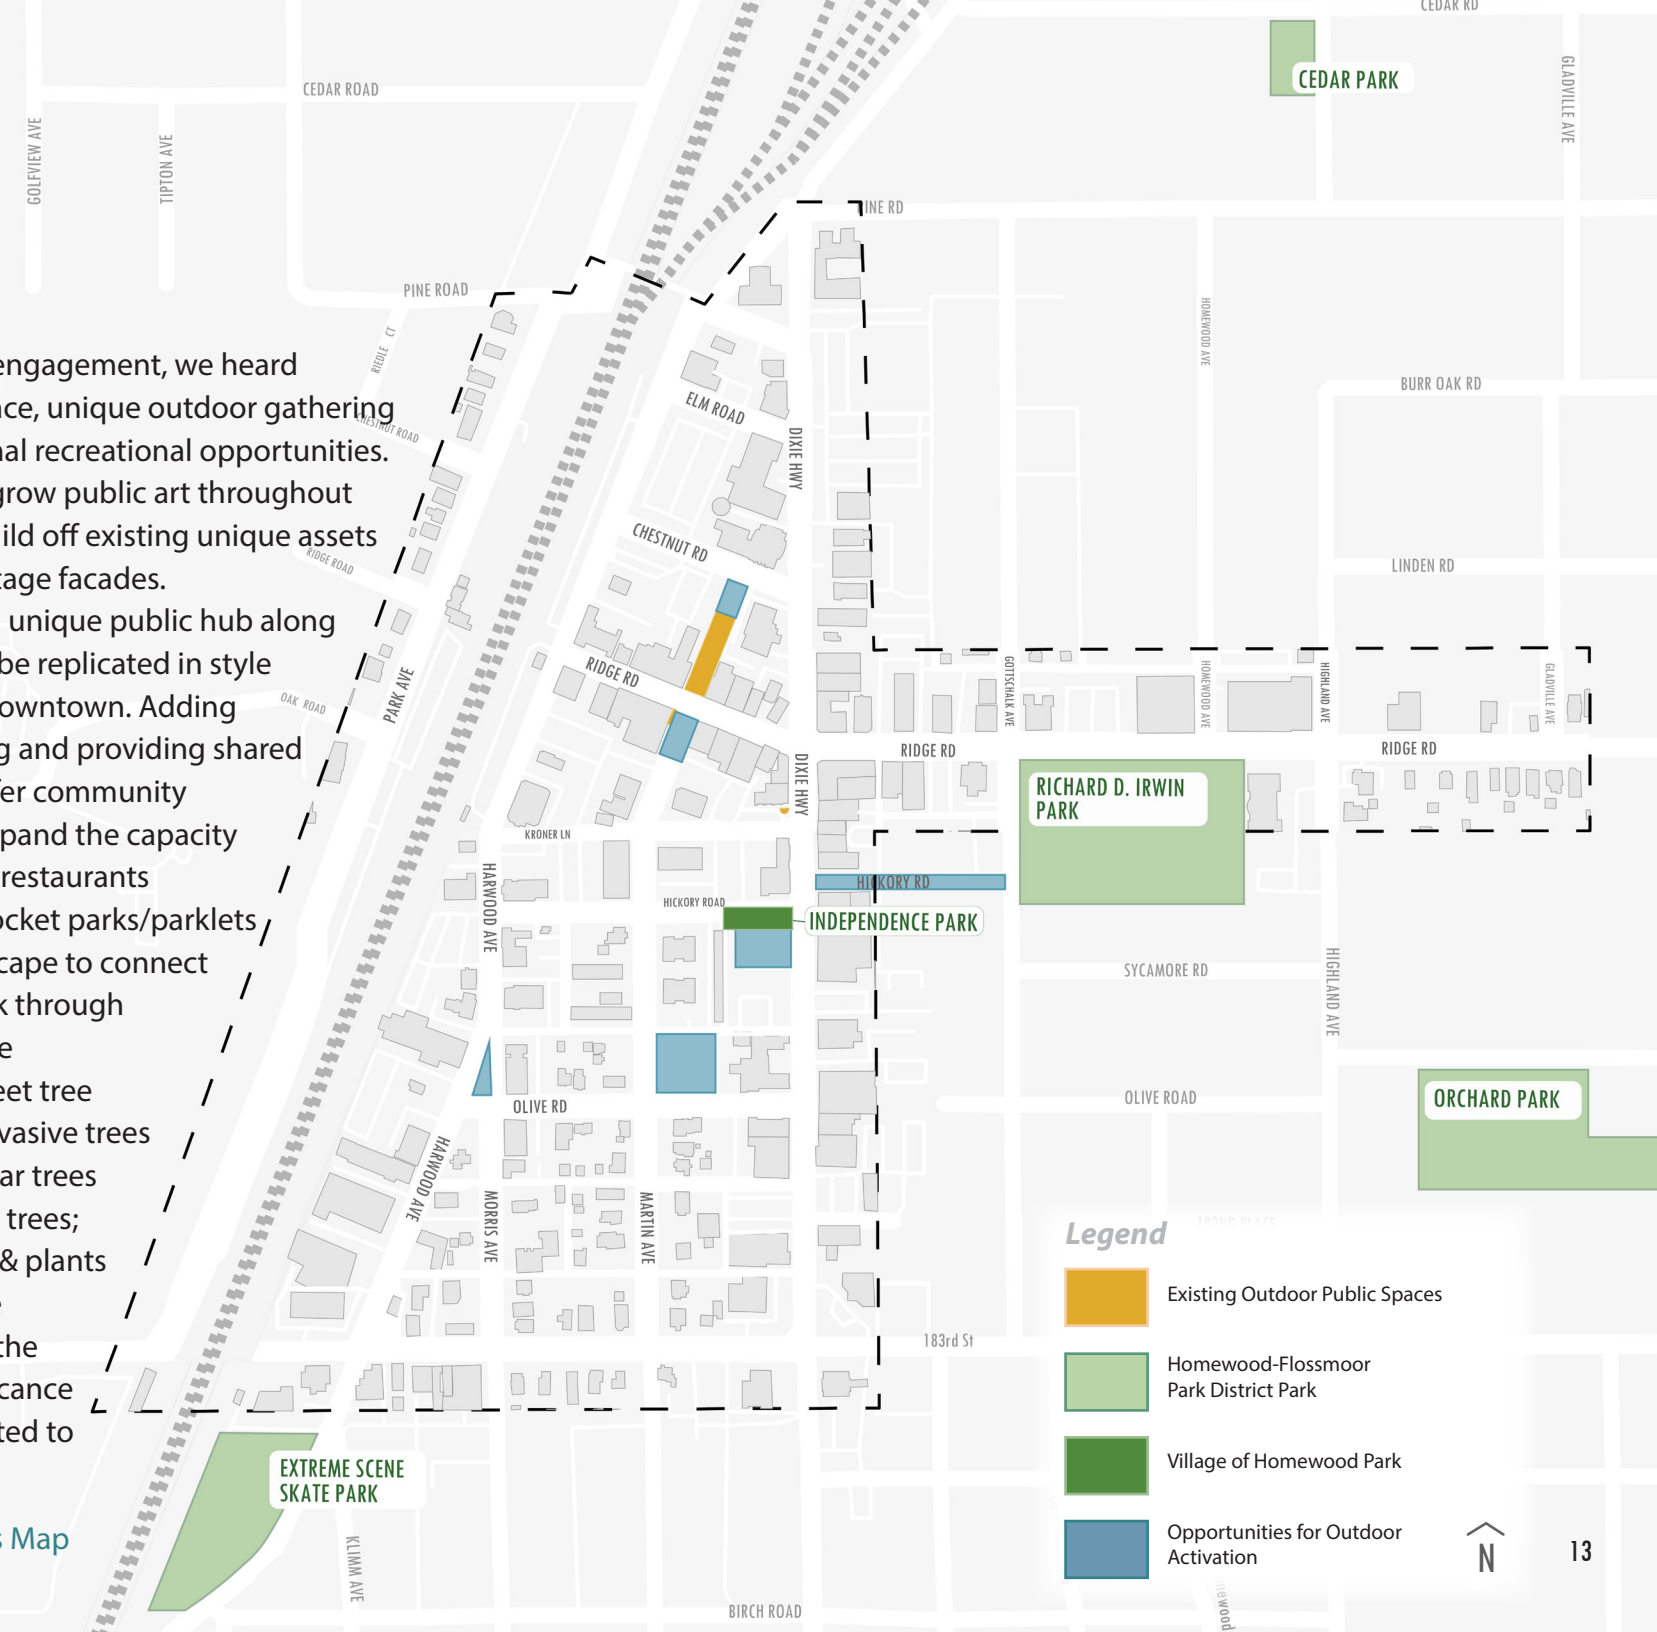 CEDAR RD
CEDAR PARK
GLADVILLE AVE
CEDAR ROAD
GOLFVIEW AVE
TIPTON AVE
PINE RD
PINE ROAD
RIEDLE CT
HOMEWOOD AVE
engagement, we heard
ce, unique outdoor gathering
nal recreational opportunities.
grow public art throughout
ild off existing unique assets
tage facades.
unique public hub along
be replicated in style
owntown. Adding
g and providing shared
er community
pand the capacity
restaurants
ocket parks/parklets
cape to connect
k through
e
eet tree
vasive trees
ar trees
trees;
& plants
the
cance
ted to
s Map
CHESTNUT ROAD
RIDGE ROAD
OAK ROAD
PARK AVE
ELM ROAD
DIXIE HWY
CHESTNUT RD
RIDGE RD
BURR OAK RD
LINDEN RD
GOTTSCHALK AVE
HOMEWOOD AVE
HIGHLAND AVE
GLADVILLE AVE
RIDGE RD
RIDGE RD
DIXIE HWY
RICHARD D. IRWIN
PARK
KRONER LN
HARWOOD AVE
HICKORY RD
HICKORY ROAD
INDEPENDENCE PARK
SYCAMORE RD
HIGHLAND AVE
OLIVE RD
OLIVE ROAD
ORCHARD PARK
HARWOOD AVE
MORRIS AVE
MARTIN AVE
183rd St
EXTREME SCENE
SKATE PARK
KLIMM AVE
BIRCH ROAD
Legend
Existing Outdoor Public Spaces
Homewood-Flossmoor
Park District Park
Village of Homewood Park
Opportunities for Outdoor
Activation
N
13